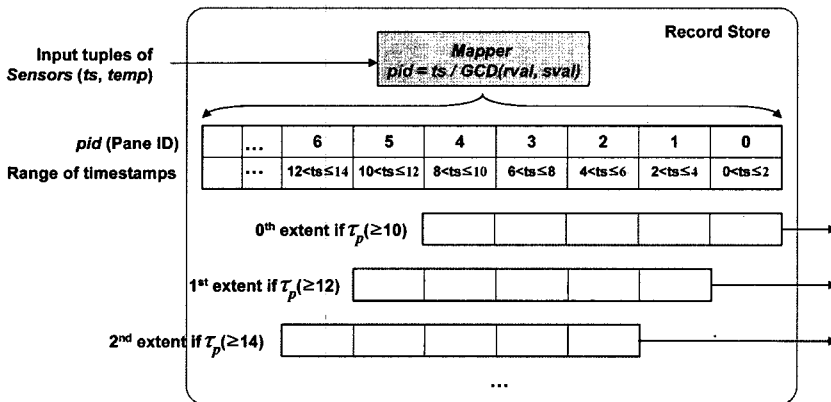 Record Store
Input tuples of
Sensors (ts, temp)
Mapper
pid = ts / GCD(rval, sval)
pid (Pane ID) ... 6 5 4 3 2 1 0
Range of timestamps ... 12<ts≤14 10<ts≤12 8<ts≤10 6<ts≤8 4<ts≤6 2<ts≤4 0<ts≤2
0th extent if τp(≥10)
1st extent if τp(≥12)
2nd extent if τp(≥14)
...